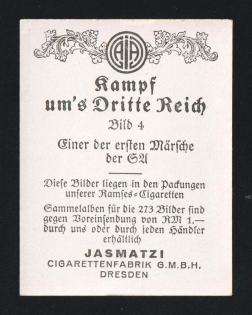 Kampf
um's Dritte Reich
Bild 4
Einer der ersten Märsche
der SA
Diese Bilder liegen in den Packungen
unserer Ramses-Cigaretten
Sammelalben für die 273 Bilder sind
gegen Voreinsendung von RM 1.—
durch uns oder durch jeden Händler
erhältlich
JASMATZI
CIGARETTENFABRIK G.M.B.H.
DRESDEN